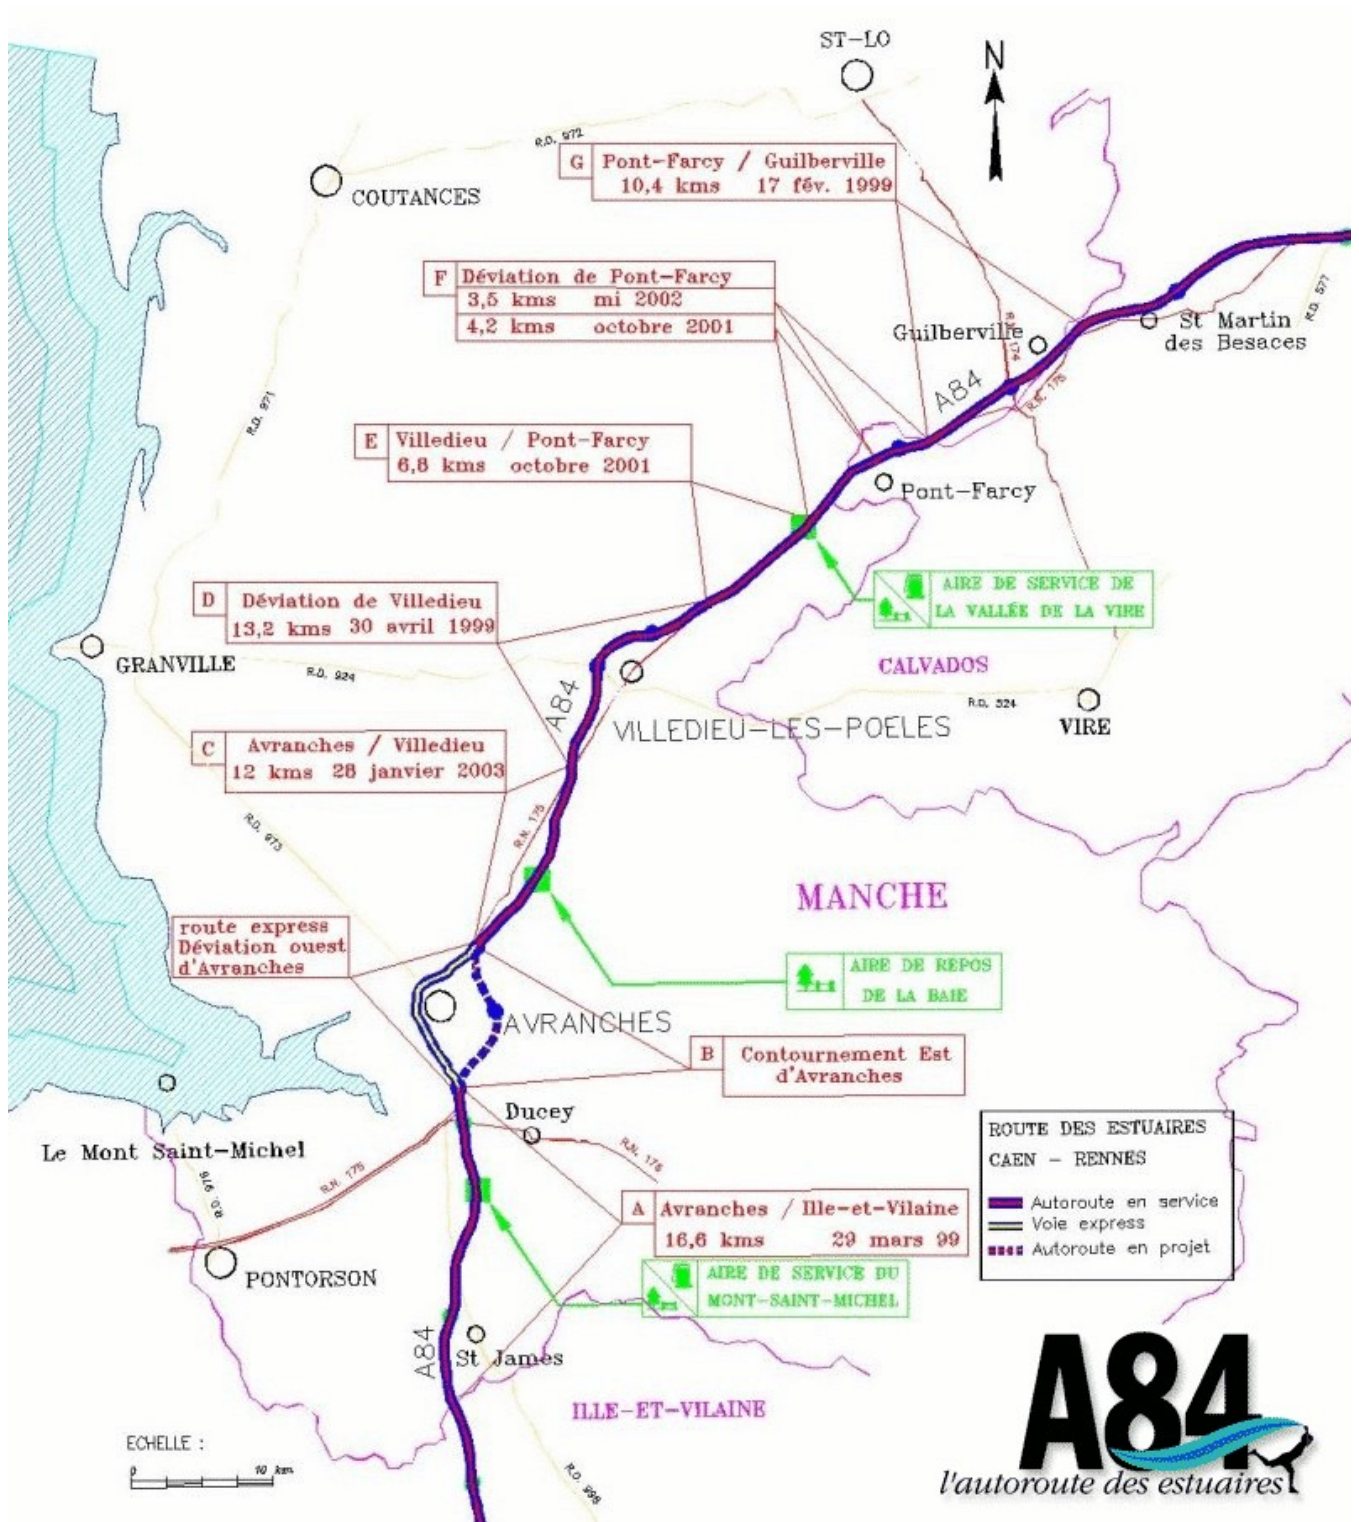 ST-LO
N
R.D. 972
G Pont-Farcy / Guilberville
10,4 kms 17 fév. 1999
COUTANCES
F Déviation de Pont-Farcy
3,5 kms mi 2002
4,2 kms octobre 2001
R.D. 577
Guilberville
R.N. 174
St Martin
des Besaces
A84
R.N. 175
R.D. 971
E Villedieu / Pont-Farcy
6,8 kms octobre 2001
Pont-Farcy
AIRE DE SERVICE DE
LA VALLÉE DE LA VIRE
D Déviation de Villedieu
13,2 kms 30 avril 1999
GRANVILLE
R.D. 924
CALVADOS
R.D. 524
VIRE
A84
VILLEDIEU-LES-POELES
C Avranches / Villedieu
12 kms 28 janvier 2003
R.N. 175
R.D. 973
MANCHE
route express
Déviation ouest
d'Avranches
AIRE DE REPOS
DE LA BAIE
AVRANCHES
B Contournement Est
d'Avranches
Ducey
Le Mont Saint-Michel
R.N. 176
R.N. 175
R.D. 976
ROUTE DES ESTUAIRES
CAEN - RENNES
Autoroute en service
Voie express
Autoroute en projet
A Avranches / Ille-et-Vilaine
16,6 kms 29 mars 99
PONTORSON
AIRE DE SERVICE DU
MONT-SAINT-MICHEL
A84
St James
ILLE-ET-VILAINE
ECHELLE :
0 10 km
R.D. 998
A84
l'autoroute des estuaires